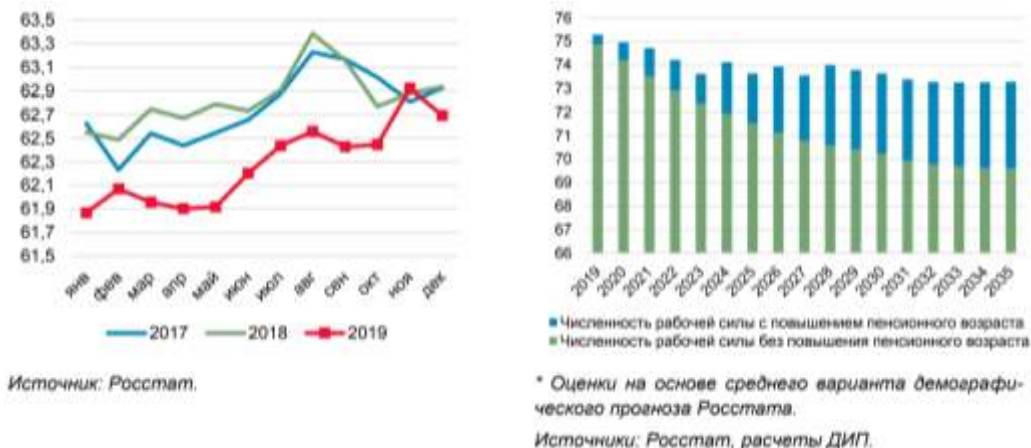 63,5
63,3
63,1
62,9
62,7
62,5
62,3
62,1
61,9
61,7
61,5
янв
фев
мар
апр
май
июн
июл
авг
сен
окт
ноя
дек
2017
2018
2019
Источник: Росстат.
76
75
74
73
72
71
70
69
68
67
66
2019
2020
2021
2022
2023
2024
2025
2026
2027
2028
2029
2030
2031
2032
2033
2034
2035
Численность рабочей силы с повышением пенсионного возраста
Численность рабочей силы без повышения пенсионного возраста
* Оценки на основе среднего варианта демографи-
ческого прогноза Росстата.
Источники: Росстат, расчеты ДИП.